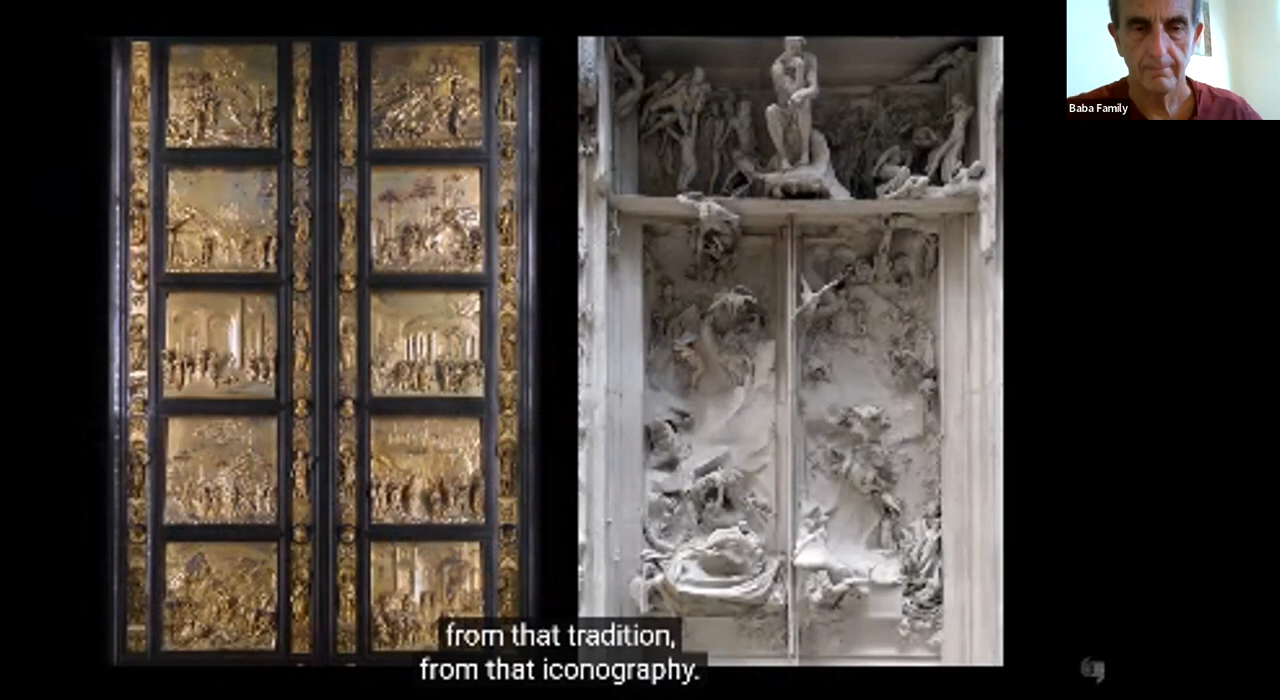 Baba Family
from that tradition,
from that iconography.